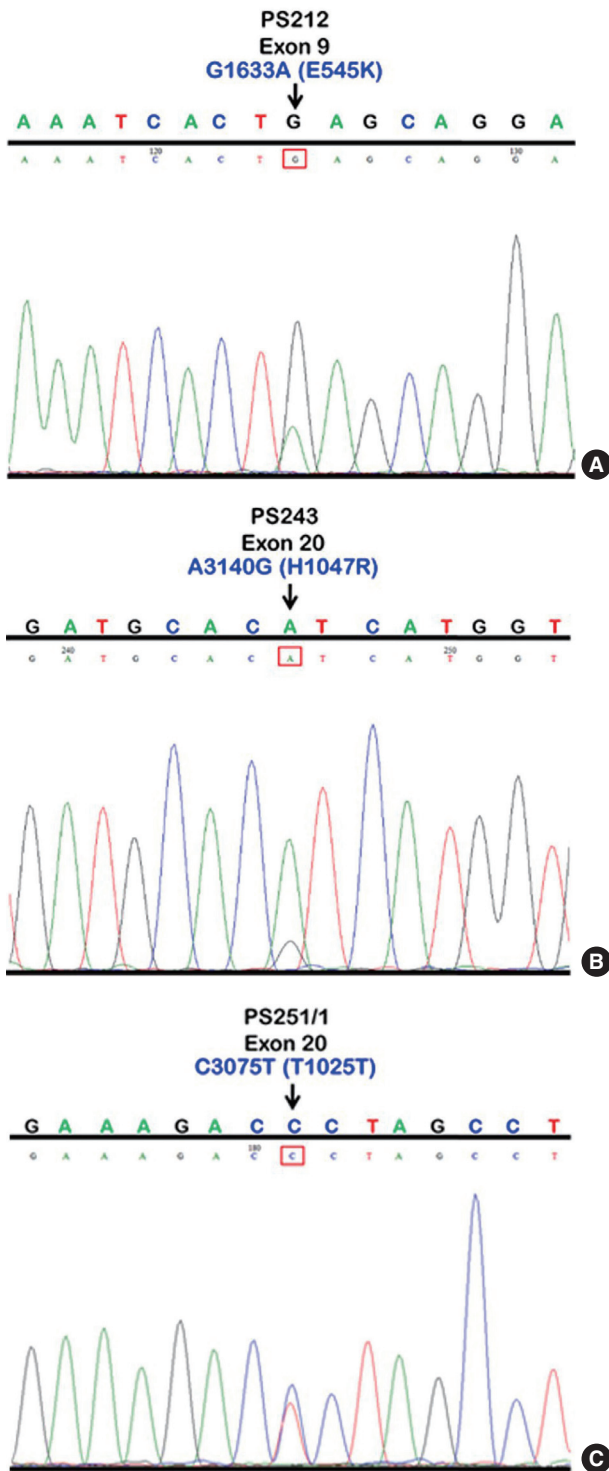 PS212
Exon 9
G1633A (E545K)
A A A T C A C T G A G C A G G A
120 130
A A A T C A C T G A G C A G G A
A
PS243
Exon 20
A3140G (H1047R)
G A T G C A C A T C A T G G T
240 250
G A T G C A C A T C A T G G T
B
PS251/1
Exon 20
C3075T (T1025T)
G A A A G A C C C T A G C C T
180
G A A A G A C C C T A G C C T
C